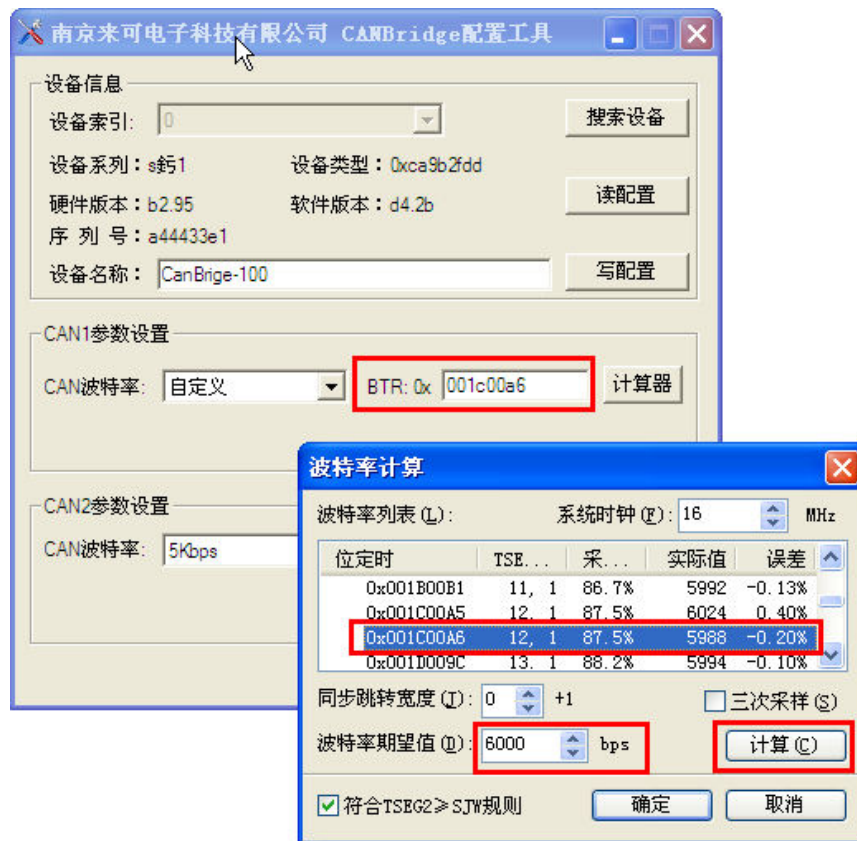 南京来可电子科技有限公司 CANBridge配置工具
设备信息
设备索引: 0 搜索设备
设备系列：s釫1 设备类型：0xca9b2fdd
读配置
硬件版本：b2.95 软件版本：d4.2b
序 列 号：a44433e1
设备名称： CanBrige-100 写配置
CAN1参数设置
CAN波特率: 自定义 BTR: 0x 001c00a6 计算器
CAN2参数设置
CAN波特率: 5Kbps
波特率计算
波特率列表(L): 系统时钟(F): 16 MHz
位定时 TSE... 采... 实际值 误差
0x001B00B1 11, 1 86.7% 5992 -0.13%
0x001C00A5 12, 1 87.5% 6024 0.40%
0x001C00A6 12, 1 87.5% 5988 -0.20%
0x001D009C 13, 1 88.2% 5994 -0.10%
同步跳转宽度(J): 0 +1 三次采样(S)
波特率期望值(D): 6000 bps 计算(C)
符合TSEG2≥SJW规则 确定 取消